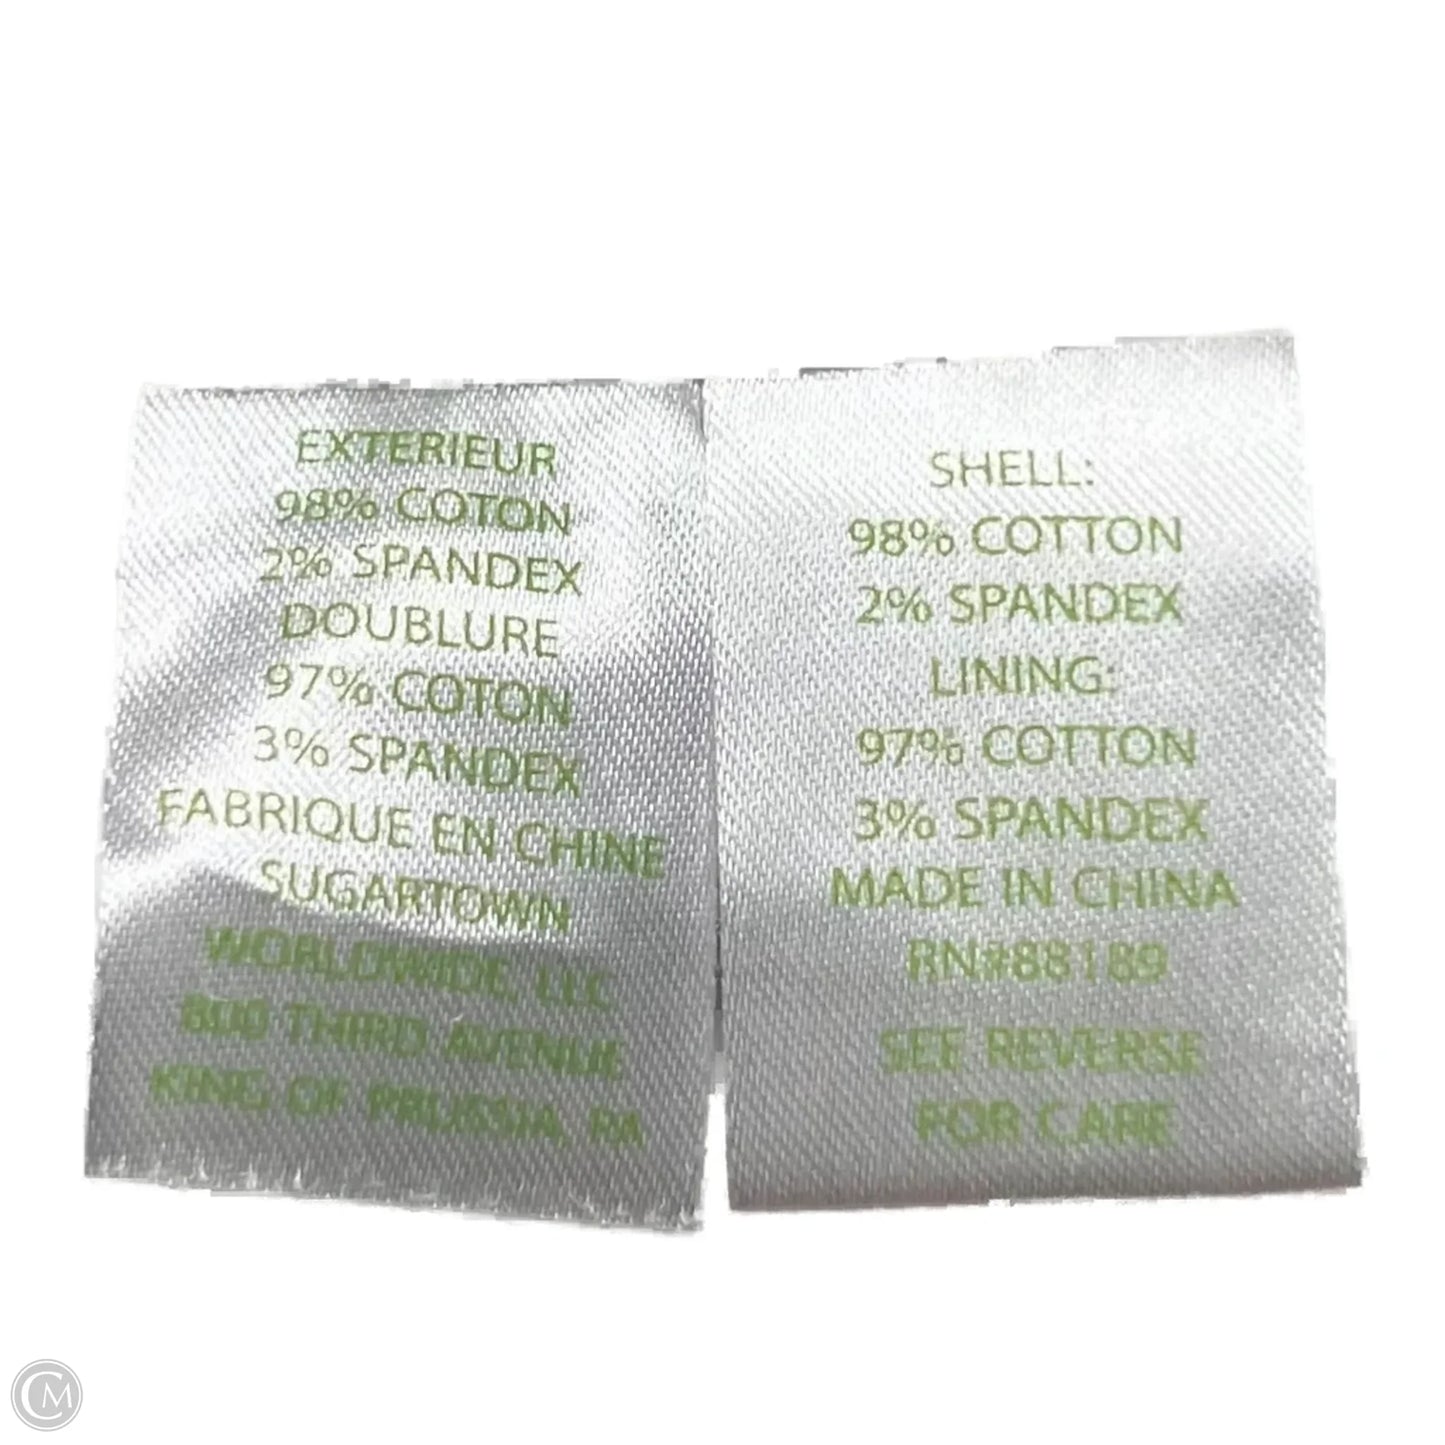 EXTERIEUR
98% COTON
2% SPANDEX
DOUBLURE
97% COTON
3% SPANDEX
FABRIQUE EN CHINE
SUGARTOWN
WORLDWIDE, LLC
800 THIRD AVENUE
KING OF PRUSSIA, PA
SHELL:
98% COTTON
2% SPANDEX
LINING:
97% COTTON
3% SPANDEX
MADE IN CHINA
RN#88189
SEE REVERSE
FOR CARE
CM